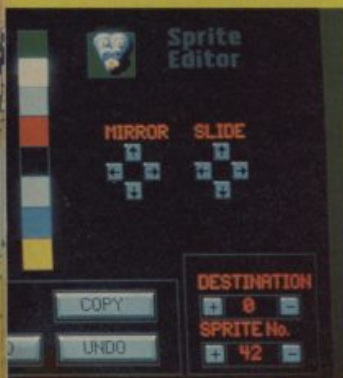 Sprite
Editor
MIRROR SLIDE
COPY
UNDO
DESTINATION
+ 0 -
SPRITE No.
+ 42 -